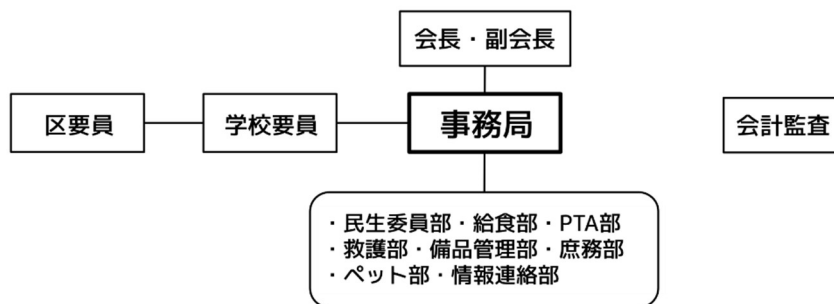 会長・副会長
区要員
学校要員
事務局
会計監査
・民生委員部・給食部・PTA部
・救護部・備品管理部・庶務部
・ペット部・情報連絡部